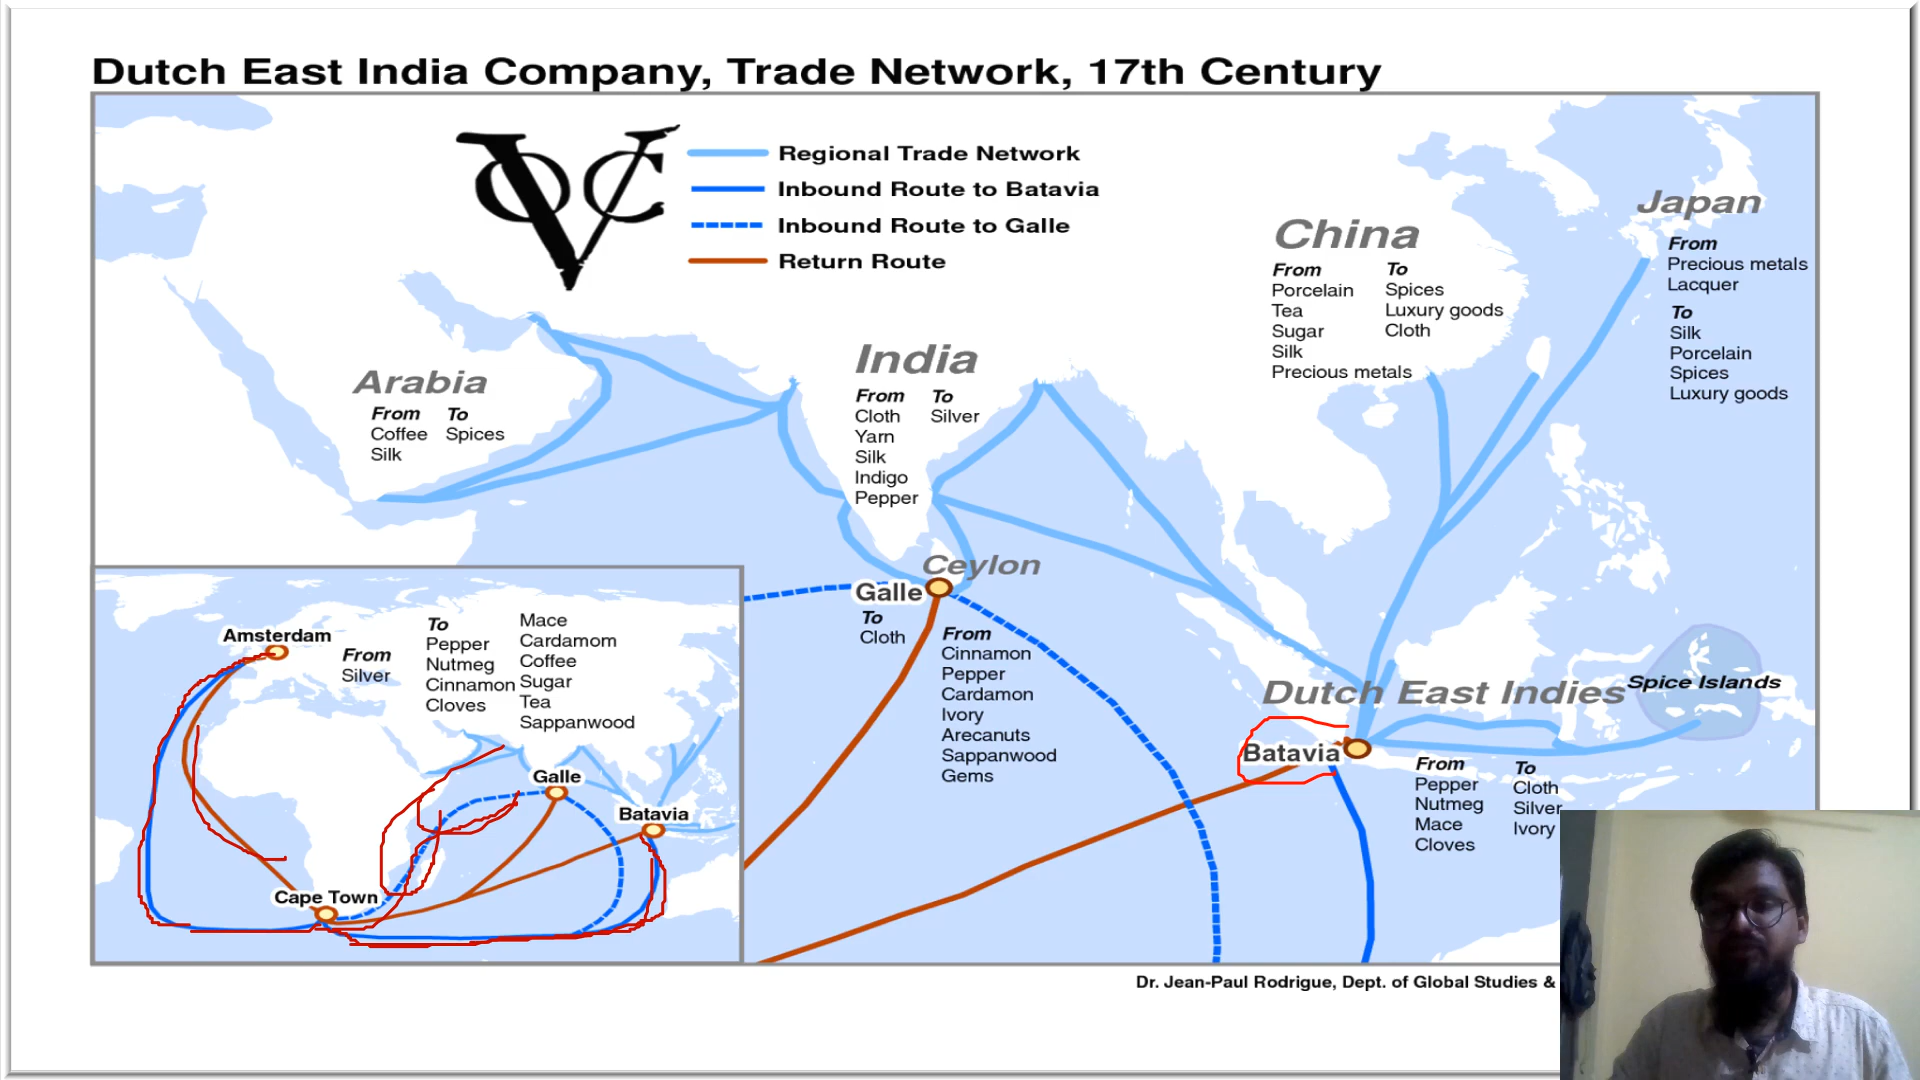 Dutch East India Company, Trade Network, 17th Century
VOC
Regional Trade Network
Inbound Route to Batavia
Inbound Route to Galle
Return Route
Arabia
From
Coffee
Silk
To
Spices
India
From
Cloth
Yarn
Silk
Indigo
Pepper
To
Silver
China
From
Porcelain
Tea
Sugar
Silk
Precious metals
To
Spices
Luxury goods
Cloth
Japan
From
Precious metals
Lacquer
To
Silk
Porcelain
Spices
Luxury goods
Ceylon
Galle
To
Cloth
From
Cinnamon
Pepper
Cardamon
Ivory
Arecanuts
Sappanwood
Gems
Dutch East Indies
Spice Islands
Batavia
From
Pepper
Nutmeg
Mace
Cloves
To
Cloth
Silver
Ivory
Amsterdam
From
Silver
To
Pepper
Nutmeg
Cinnamon
Cloves
Mace
Cardamom
Coffee
Sugar
Tea
Sappanwood
Galle
Batavia
Cape Town
Dr. Jean-Paul Rodrigue, Dept. of Global Studies &